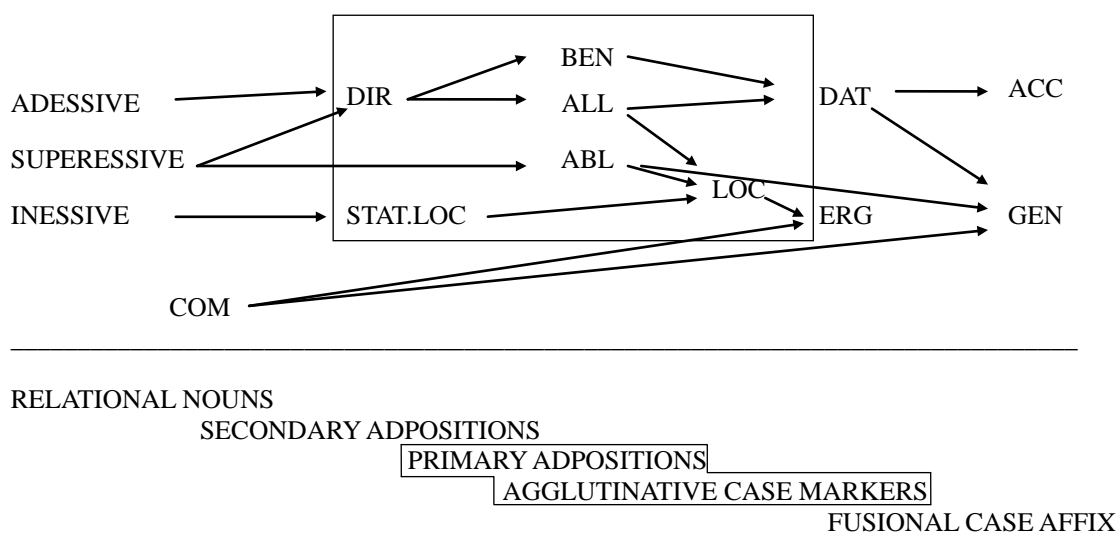 BEN
ADESSIVE DIR ALL DAT ACC
SUPERESSIVE ABL
LOC
INESSIVE STAT.LOC ERG GEN
COM
RELATIONAL NOUNS
SECONDARY ADPOSITIONS
PRIMARY ADPOSITIONS
AGGLUTINATIVE CASE MARKERS
FUSIONAL CASE AFFIX